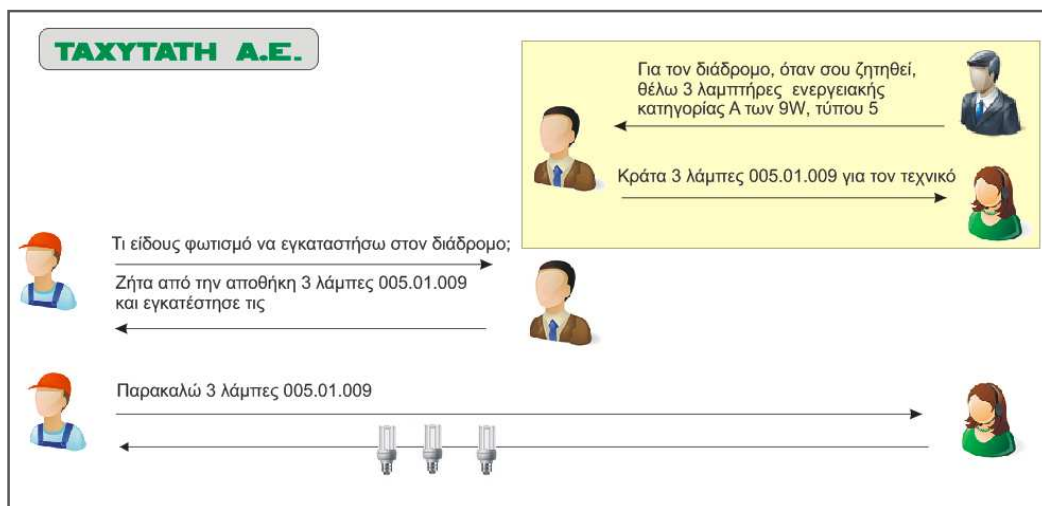 ΤΑΧΥΤΑΤΗ Α.Ε.
Για τον διάδρομο, όταν σου ζητηθεί,
θέλω 3 λαμπτήρες ενεργειακής
κατηγορίας Α των 9W, τύπου 5
Κράτα 3 λάμπες 005.01.009 για τον τεχνικό
Τι είδους φωτισμό να εγκαταστήσω στον διάδρομο;
Ζήτα από την αποθήκη 3 λάμπες 005.01.009
και εγκατέστησε τις
Παρακαλώ 3 λάμπες 005.01.009